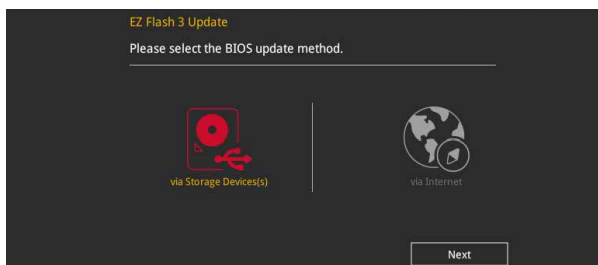 EZ Flash 3 Update
Please select the BIOS update method.
via Storage Devices(s)
via Internet
Next